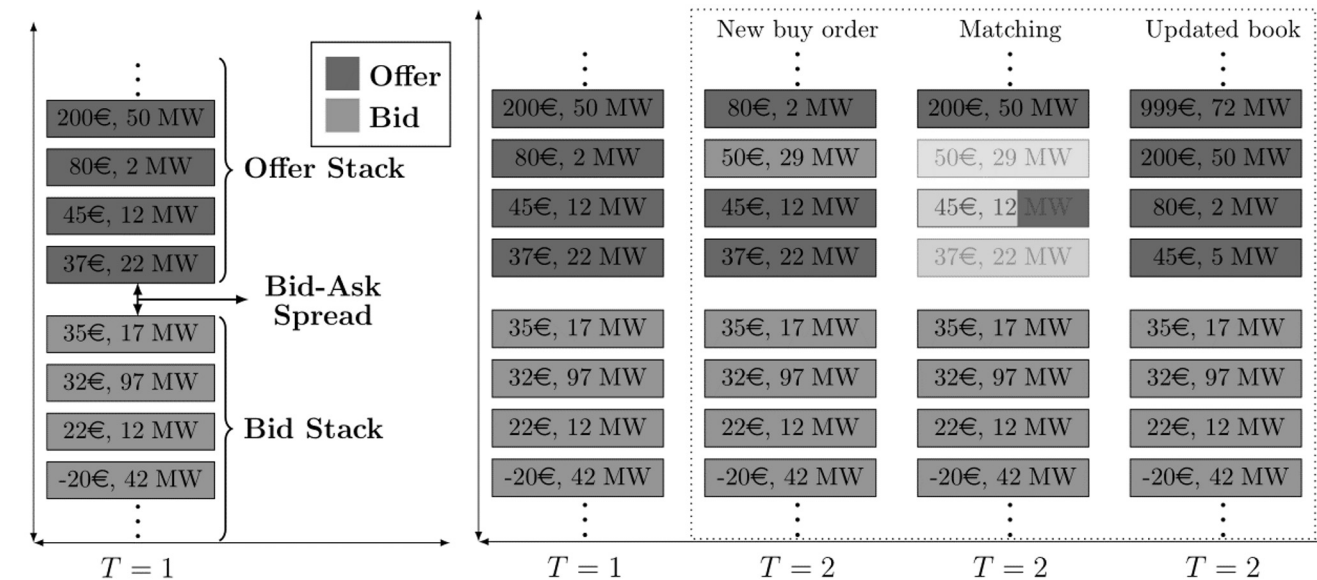 Offer
Bid
200€, 50 MW
80€, 2 MW
45€, 12 MW
37€, 22 MW
Offer Stack
Bid-Ask
Spread
35€, 17 MW
32€, 97 MW
22€, 12 MW
-20€, 42 MW
Bid Stack
T = 1
200€, 50 MW
80€, 2 MW
45€, 12 MW
37€, 22 MW
35€, 17 MW
32€, 97 MW
22€, 12 MW
-20€, 42 MW
T = 1
New buy order
80€, 2 MW
50€, 29 MW
45€, 12 MW
37€, 22 MW
35€, 17 MW
32€, 97 MW
22€, 12 MW
-20€, 42 MW
T = 2
Matching
200€, 50 MW
50€, 29 MW
45€, 12 MW
37€, 22 MW
35€, 17 MW
32€, 97 MW
22€, 12 MW
-20€, 42 MW
T = 2
Updated book
999€, 72 MW
200€, 50 MW
80€, 2 MW
45€, 5 MW
35€, 17 MW
32€, 97 MW
22€, 12 MW
-20€, 42 MW
T = 2